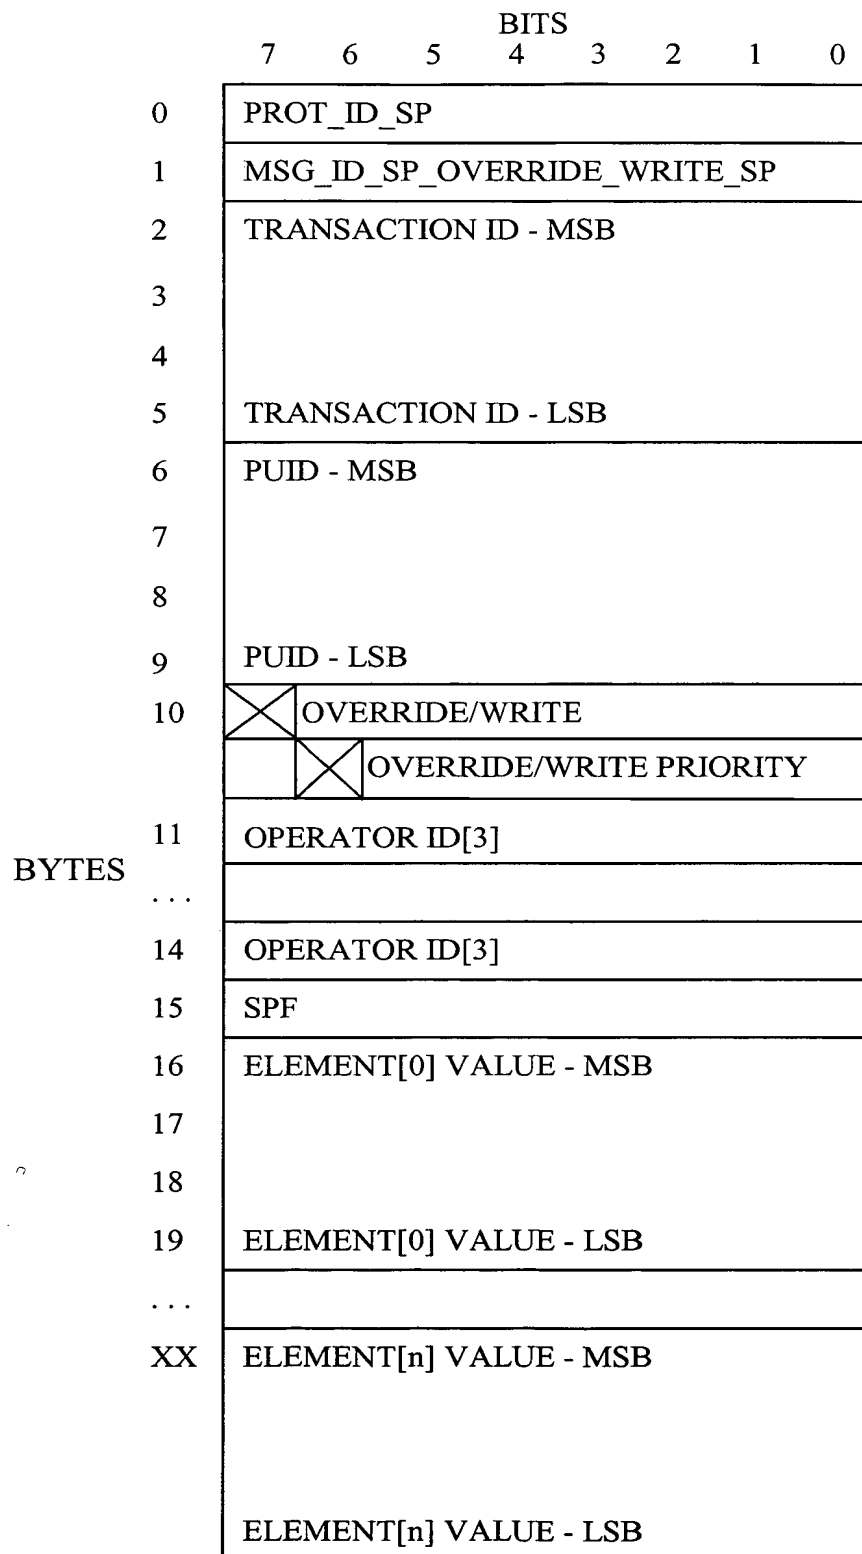 BITS
7 6 5 4 3 2 1 0
0 PROT_ID_SP
1 MSG_ID_SP_OVERRIDE_WRITE_SP
2 TRANSACTION ID - MSB
3
4
5 TRANSACTION ID - LSB
6 PUID - MSB
7
8
9 PUID - LSB
10 OVERRIDE/WRITE
OVERRIDE/WRITE PRIORITY
11 OPERATOR ID[3]
BYTES
...
14 OPERATOR ID[3]
15 SPF
16 ELEMENT[0] VALUE - MSB
17
18
19 ELEMENT[0] VALUE - LSB
...
XX ELEMENT[n] VALUE - MSB
ELEMENT[n] VALUE - LSB